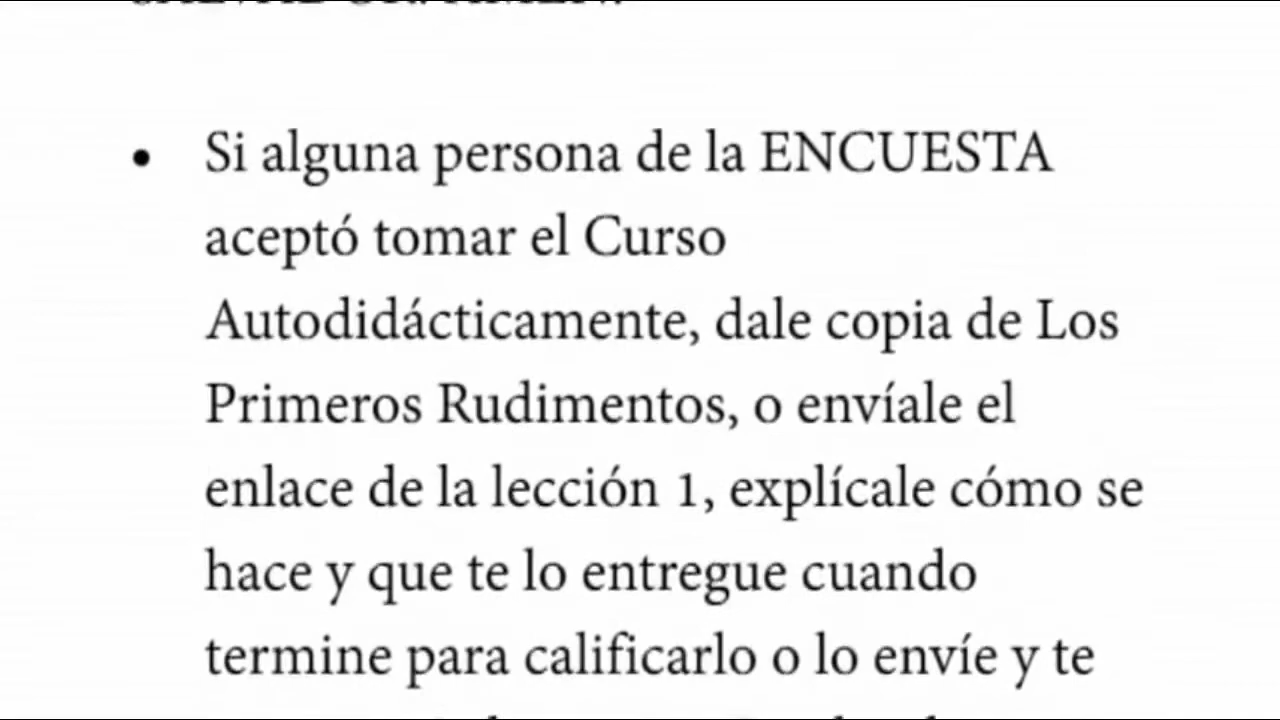 • Si alguna persona de la ENCUESTA
aceptó tomar el Curso
Autodidácticamente, dale copia de Los
Primeros Rudimentos, o envíale el
enlace de la lección 1, explícale cómo se
hace y que te lo entregue cuando
termine para calificarlo o lo envíe y te